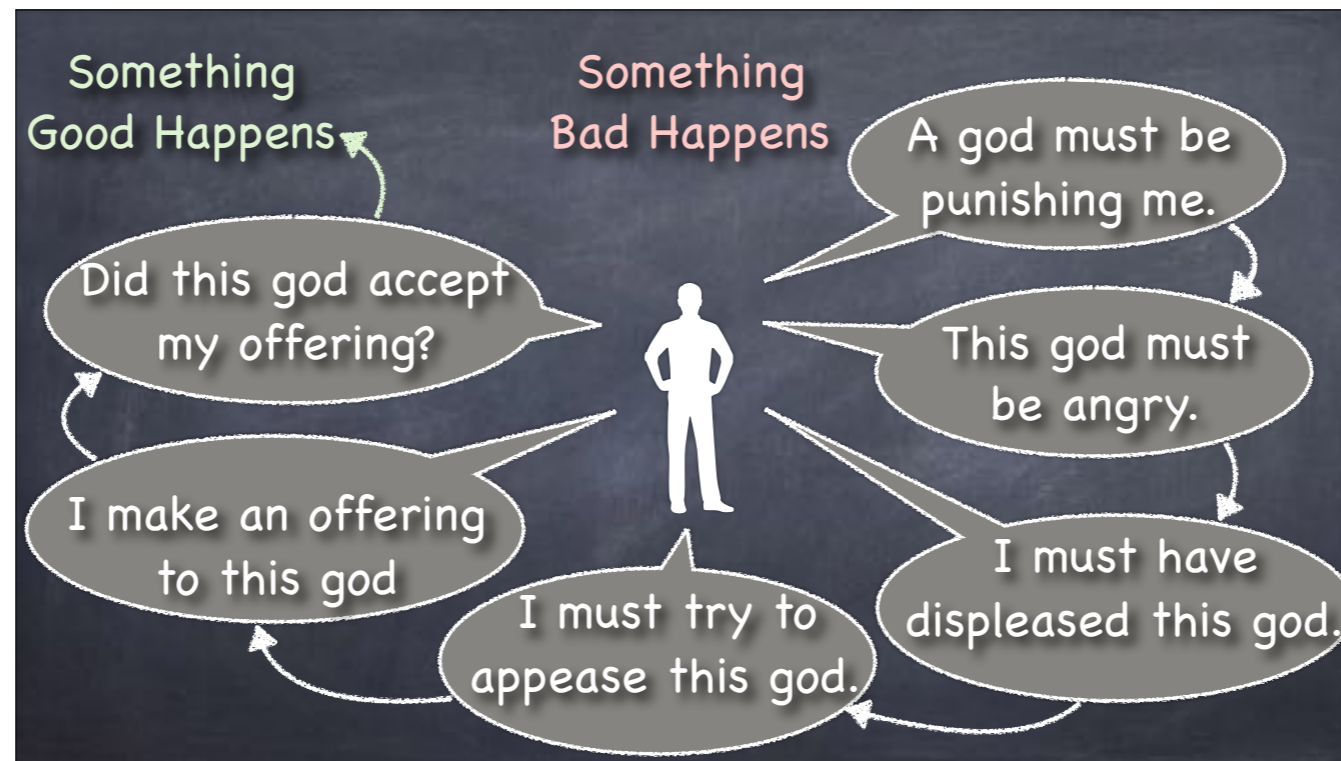 Something
Good Happens
Something
Bad Happens
A god must be
punishing me.
This god must
be angry.
I must have
displeased this god.
I must try to
appease this god.
I make an offering
to this god
Did this god accept
my offering?